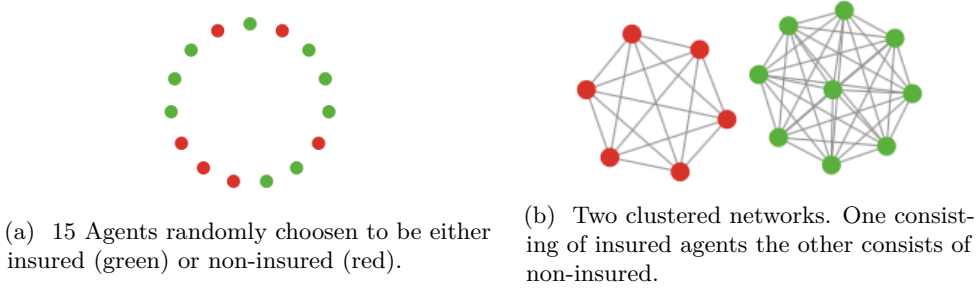 (a) 15 Agents randomly choosen to be either
insured (green) or non-insured (red).
(b) Two clustered networks. One consist-
ing of insured agents the other consists of
non-insured.